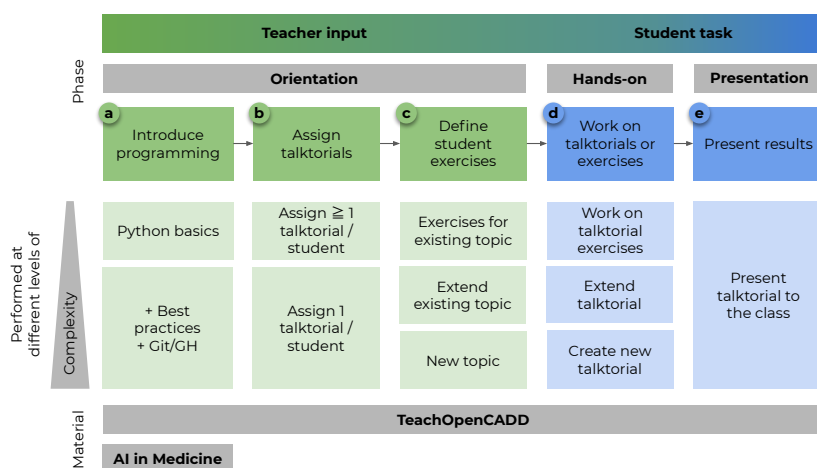 Teacher input
Student task
Phase
Orientation
Hands-on
Presentation
a
Introduce
programming
b
Assign
talktorials
c
Define
student
exercises
d
Work on
talktorials or
exercises
e
Present results
Performed at
different levels of
Complexity
Python basics
Assign ≧ 1
talktorial /
student
Exercises for
existing topic
Work on
talktorial
exercises
+ Best
practices
+ Git/GH
Assign 1
talktorial /
student
Extend
existing topic
Extend
talktorial
New topic
Create new
talktorial
Present
talktorial to
the class
Material
TeachOpenCADD
AI in Medicine